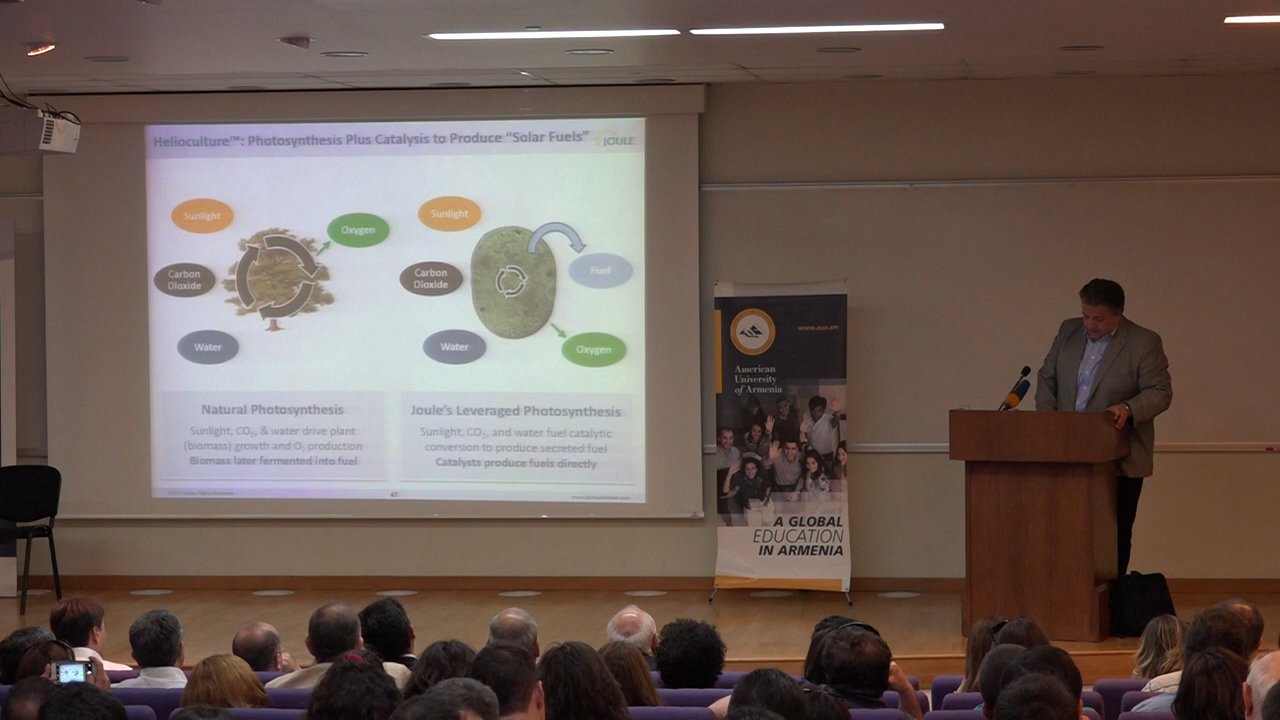 Helioculture™: Photosynthesis Plus Catalysis to Produce "Solar Fuels"
JOULE
Sunlight
Oxygen
Carbon
Dioxide
Water
Sunlight
Fuel
Carbon
Dioxide
Water
Oxygen
Natural Photosynthesis
Sunlight, CO₂, & water drive plant
(biomass) growth and O₂ production
Biomass later fermented into fuel
Joule's Leveraged Photosynthesis
Sunlight, CO₂, and water fuel catalytic
conversion to produce secreted fuel
Catalysts produce fuels directly
www.aua.am
American
University
of Armenia
A GLOBAL
EDUCATION
IN ARMENIA